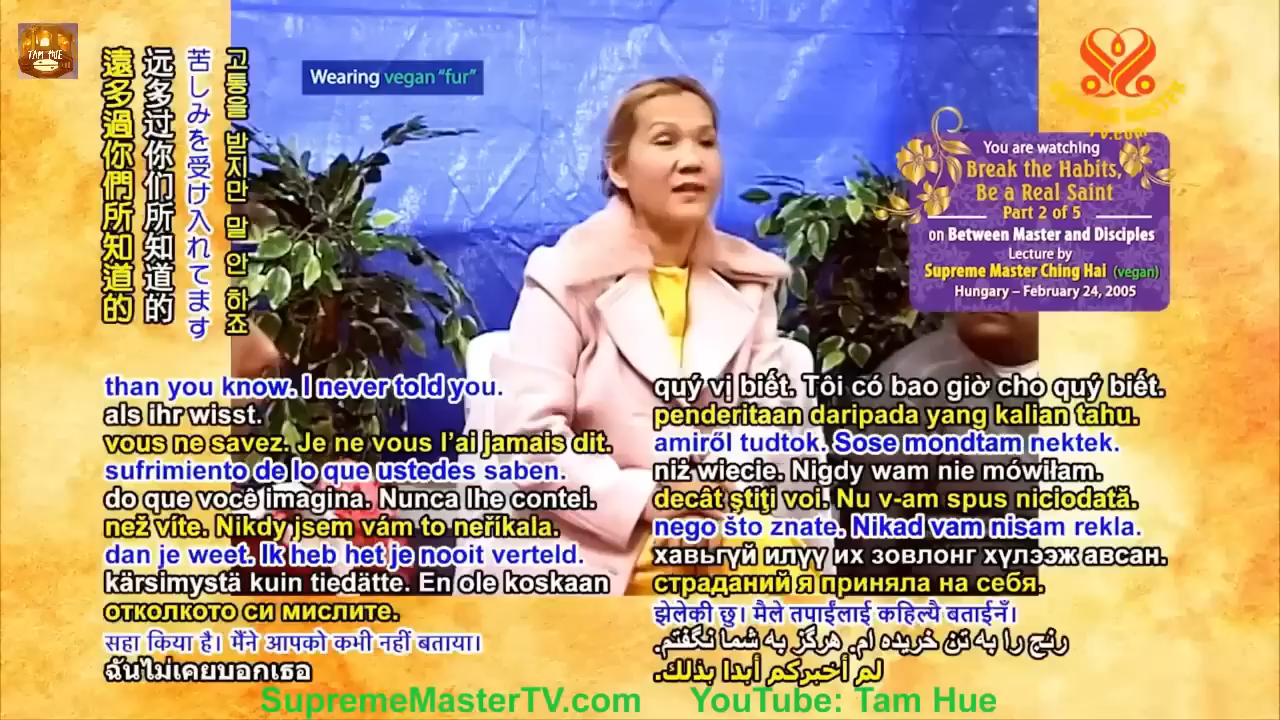 TAM HUE
Wearing vegan "fur"
遠多過你們所知道的
远多过你们所知道的
苦しみを受け入れてます
고통을 받지만 말 안 하죠
TV.com
You are watching
Break the Habits,
Be a Real Saint
Part 2 of 5
on Between Master and Disciples
Lecture by
Supreme Master Ching Hai (vegan)
Hungary – February 24, 2005
than you know. I never told you.
als ihr wisst.
vous ne savez. Je ne vous l'ai jamais dit.
sufrimiento de lo que ustedes saben.
do que você imagina. Nunca lhe contei.
než víte. Nikdy jsem vám to neříkala.
dan je weet. Ik heb het je nooit verteld.
kärsimystä kuin tiedätte. En ole koskaan
отколкото си мислите.
सहा किया है। मैंने आपको कभी नहीं बताया।
ฉันไม่เคยบอกเธอ
quý vị biết. Tôi có bao giờ cho quý biết.
penderitaan daripada yang kalian tahu.
amiről tudtok. Sose mondtam nektek.
niż wiecie. Nigdy wam nie mówiłam.
decât ştiţi voi. Nu v-am spus niciodată.
nego što znate. Nikad vam nisam rekla.
хавьгүй илүү их зовлонг хүлээж авсан.
страданий я приняла на себя.
झेलेकी छु। मैले तपाईंलाई कहिल्यै बताईनँ।
رنج را به تن خریده ام. هرگز به شما نگفتم.
لم أخبركم أبدا بذلك.
SupremeMasterTV.com YouTube: Tam Hue